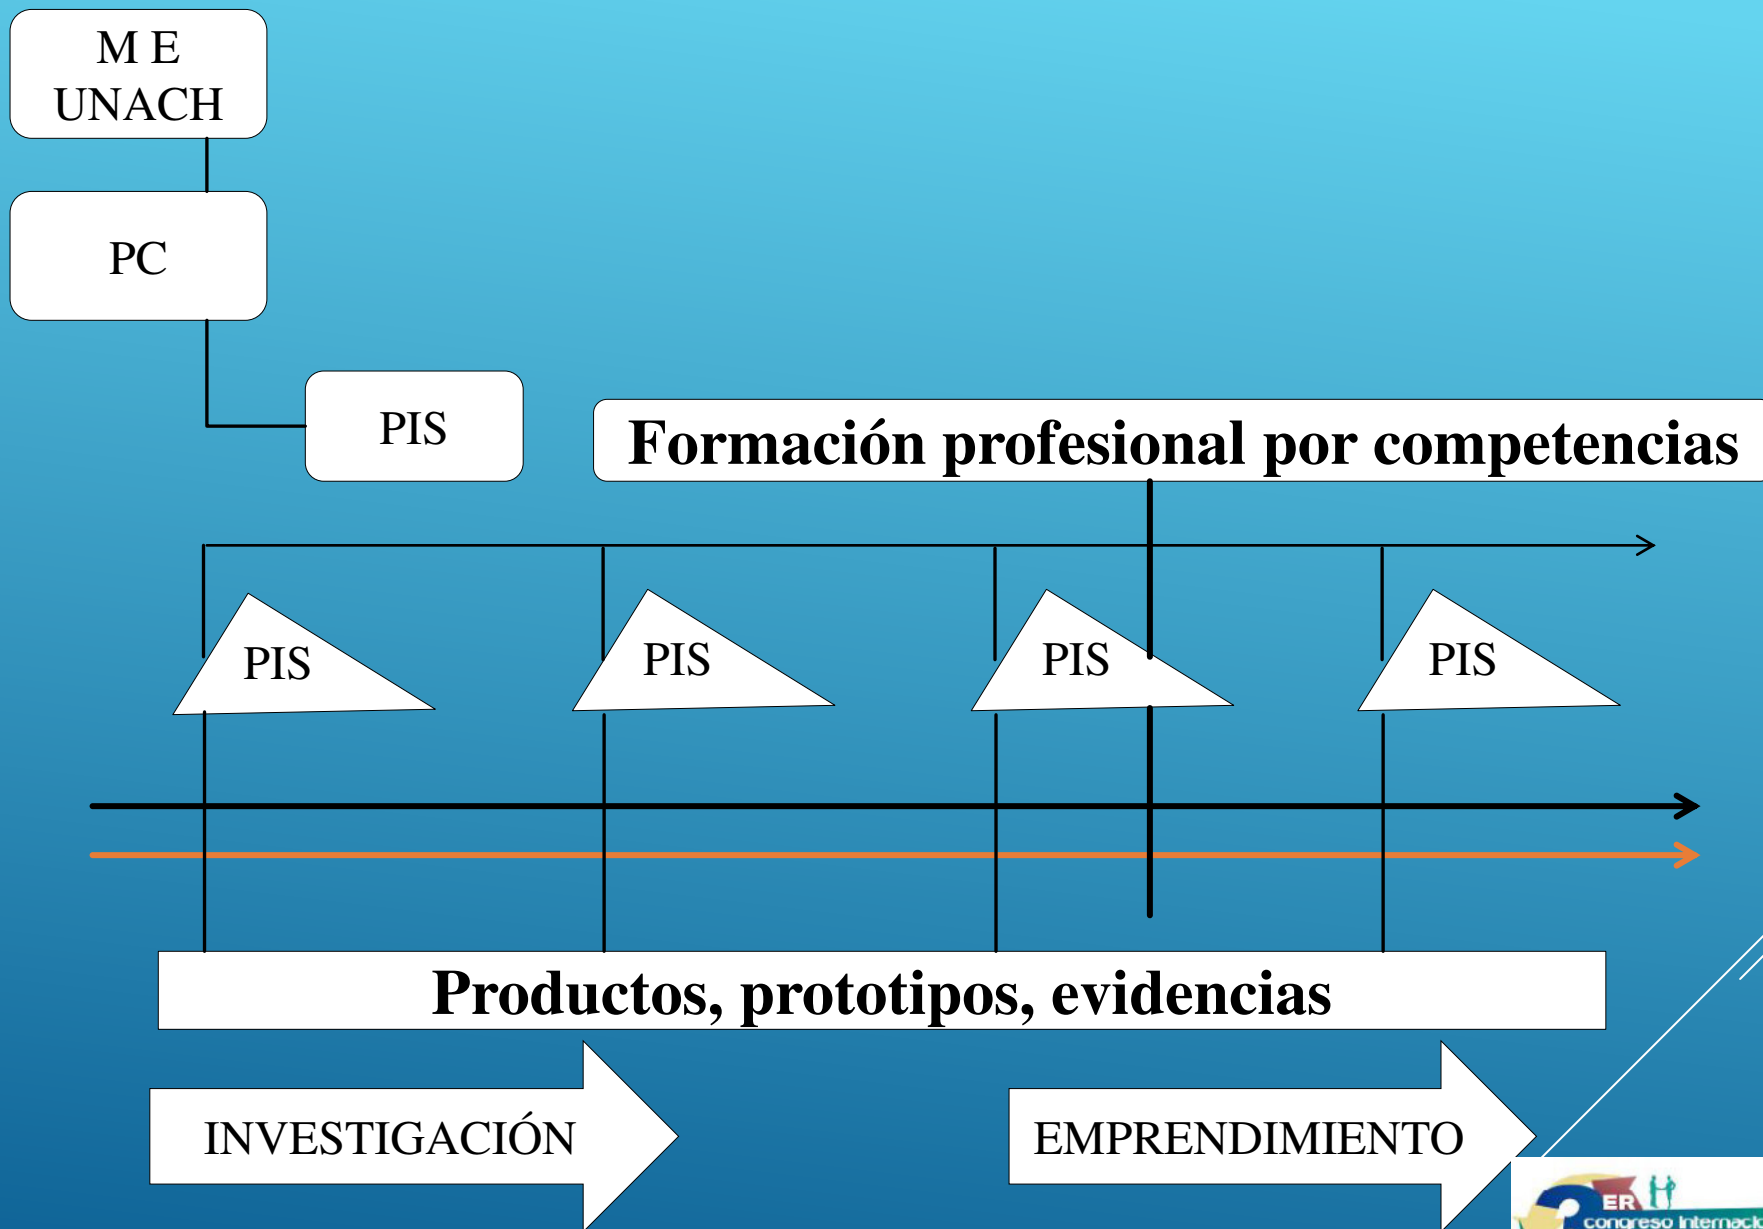 M E
UNACH
PC
PIS
Formación profesional por competencias
PIS
PIS
PIS
PIS
Productos, prototipos, evidencias
INVESTIGACIÓN
EMPRENDIMIENTO
ER
congreso